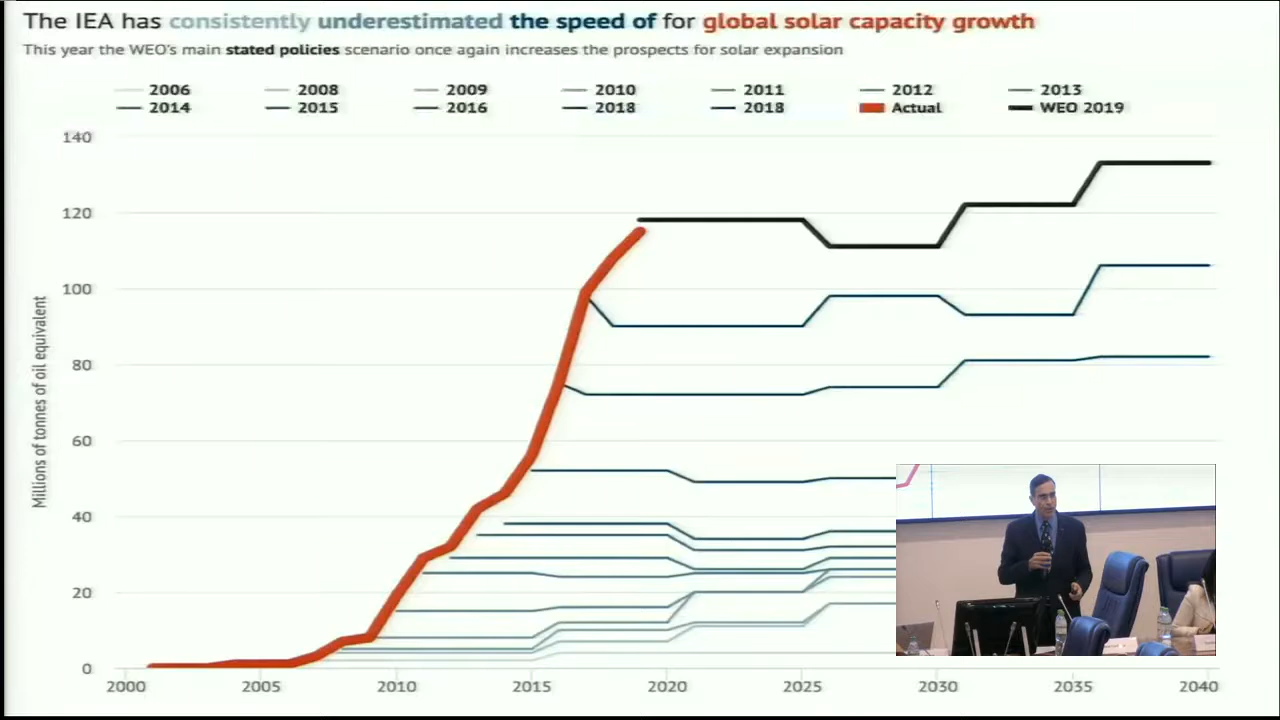 The IEA has consistently underestimated the speed of for global solar capacity growth
This year the WEO's main stated policies scenario once again increases the prospects for solar expansion
2006 2008 2009 2010 2011 2012 2013
2014 2015 2016 2018 2018 Actual WEO 2019
Millions of tonnes of oil equivalent
140
120
100
80
60
40
20
0
2000 2005 2010 2015 2020 2025 2030 2035 2040